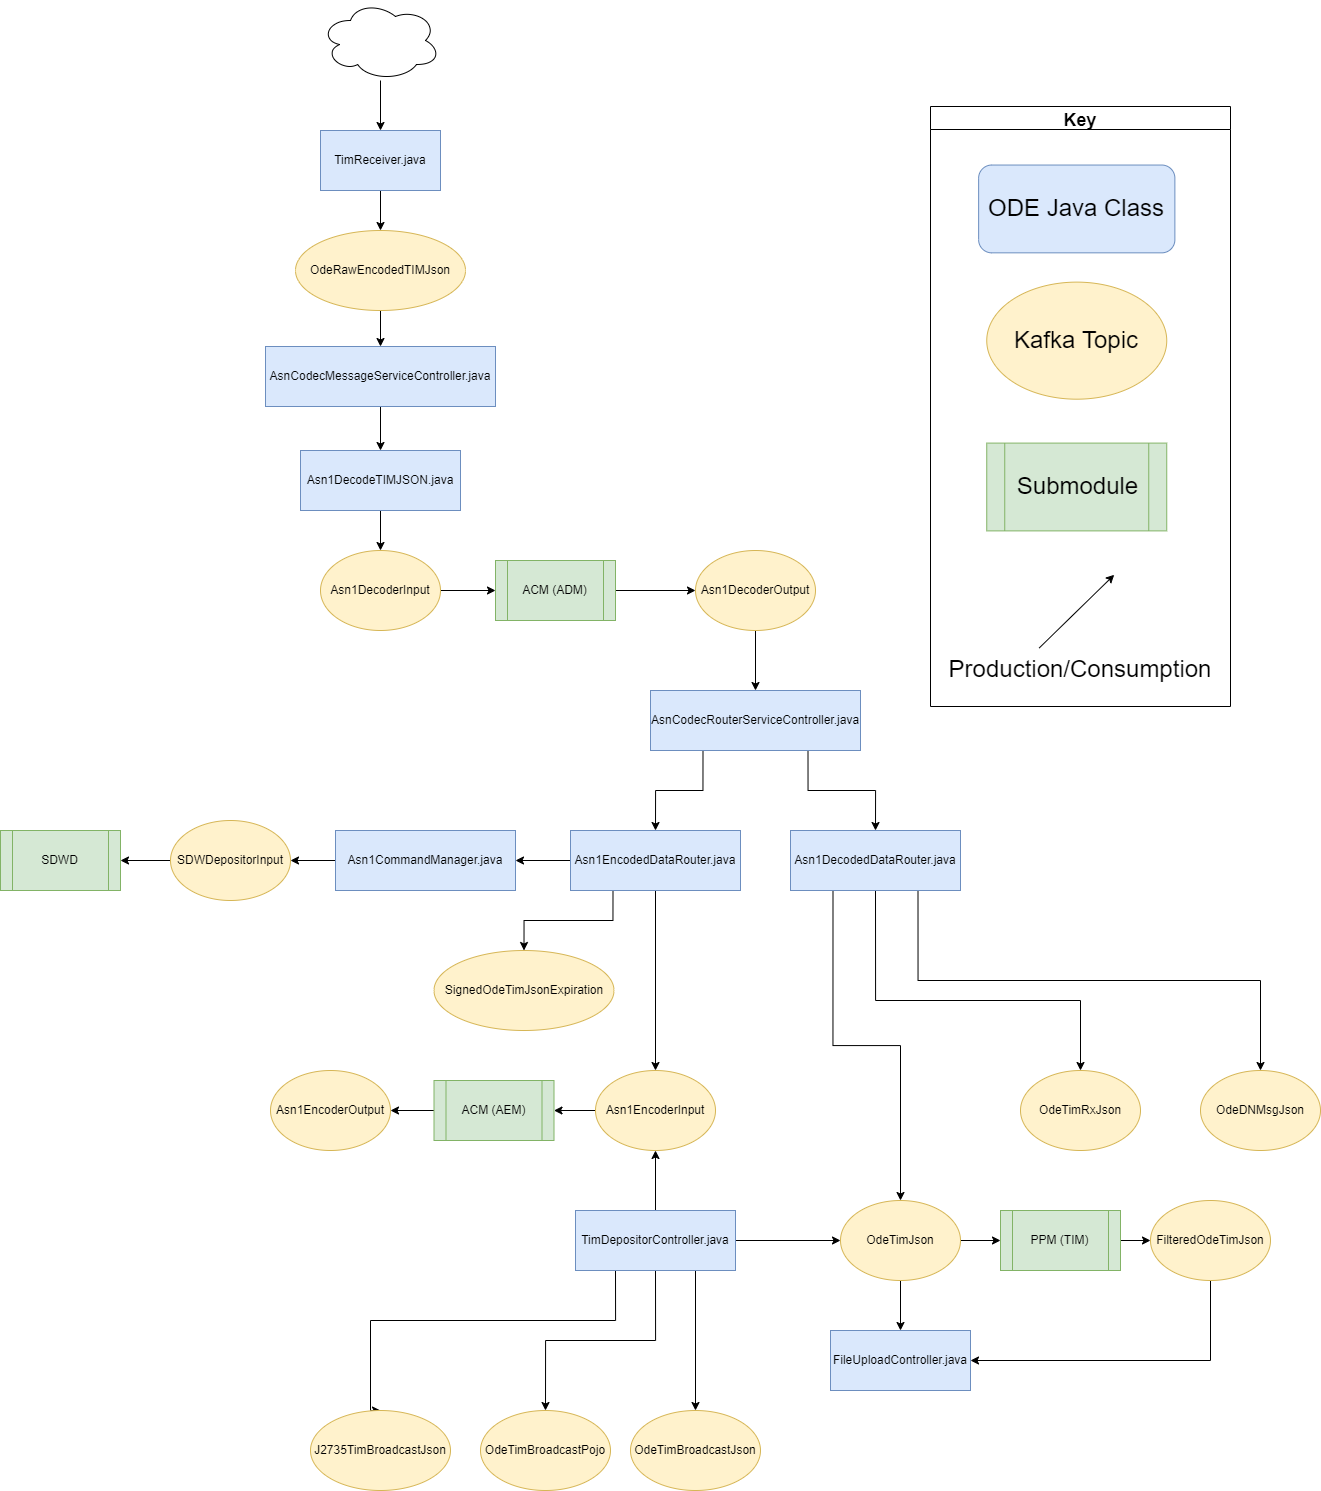 Key
TimReceiver.java
ODE Java Class
OdeRawEncodedTIMJson
Kafka Topic
AsnCodecMessageServiceController.java
Asn1DecodeTIMJSON.java
Submodule
Asn1DecoderInput
ACM (ADM)
Asn1DecoderOutput
Production/Consumption
AsnCodecRouterServiceController.java
SDWD
SDWDepositorInput
Asn1CommandManager.java
Asn1EncodedDataRouter.java
Asn1DecodedDataRouter.java
SignedOdeTimJsonExpiration
Asn1EncoderOutput
ACM (AEM)
Asn1EncoderInput
OdeTimRxJson
OdeDNMsgJson
TimDepositorController.java
OdeTimJson
PPM (TIM)
FilteredOdeTimJson
FileUploadController.java
J2735TimBroadcastJson
OdeTimBroadcastPojo
OdeTimBroadcastJson